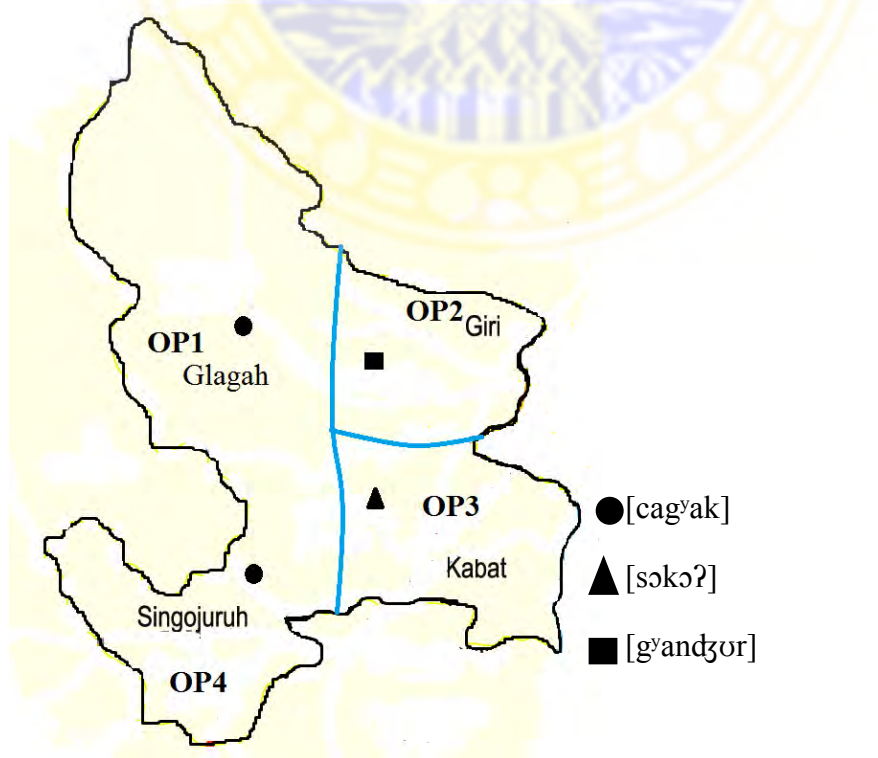 OP2
Giri
OP1
Glagah
OP3
Kabat
Singojuruh
OP4
[cagʸak]
[sɔkɔʔ]
[gʸandʒʊr]